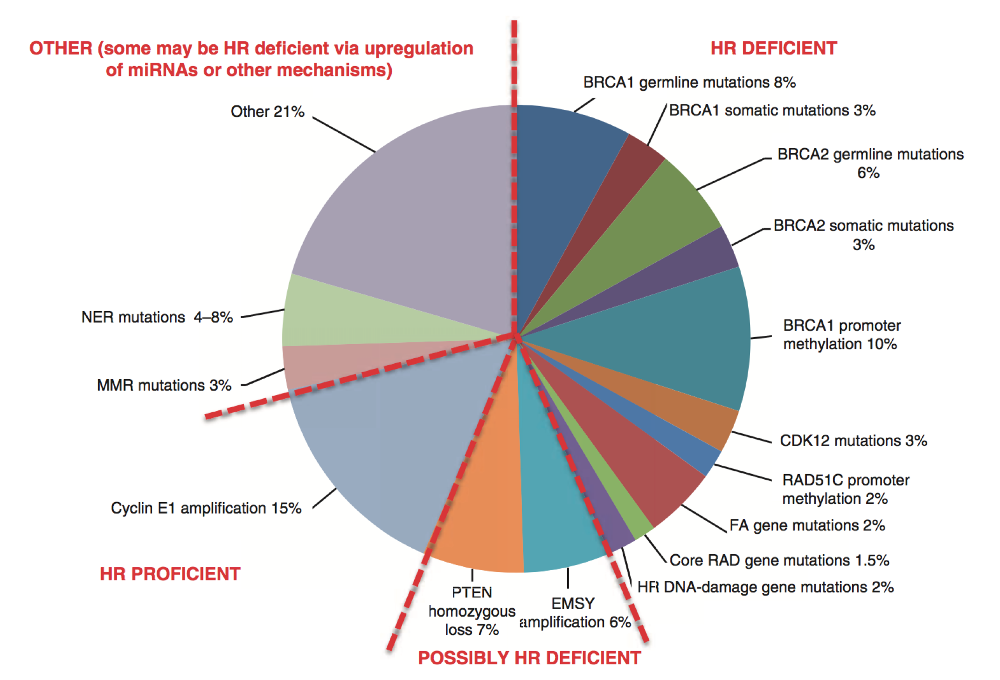 OTHER (some may be HR deficient via upregulation
of miRNAs or other mechanisms)
HR DEFICIENT
BRCA1 germline mutations 8%
BRCA1 somatic mutations 3%
BRCA2 germline mutations
6%
BRCA2 somatic mutations
3%
BRCA1 promoter
methylation 10%
CDK12 mutations 3%
RAD51C promoter
methylation 2%
FA gene mutations 2%
Core RAD gene mutations 1.5%
HR DNA-damage gene mutations 2%
EMSY
amplification 6%
POSSIBLY HR DEFICIENT
PTEN
homozygous
loss 7%
HR PROFICIENT
Cyclin E1 amplification 15%
MMR mutations 3%
NER mutations 4–8%
Other 21%